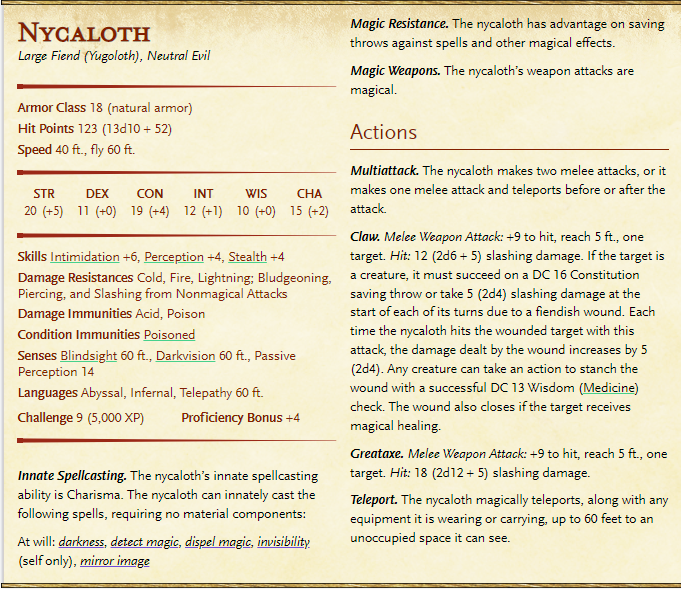 Nycaloth
Large Fiend (Yugoloth), Neutral Evil
Armor Class 18 (natural armor)
Hit Points 123 (13d10 + 52)
Speed 40 ft., fly 60 ft.
STR DEX CON INT WIS CHA
20 (+5) 11 (+0) 19 (+4) 12 (+1) 10 (+0) 15 (+2)
Skills Intimidation +6, Perception +4, Stealth +4
Damage Resistances Cold, Fire, Lightning; Bludgeoning,
Piercing, and Slashing from Nonmagical Attacks
Damage Immunities Acid, Poison
Condition Immunities Poisoned
Senses Blindsight 60 ft., Darkvision 60 ft., Passive
Perception 14
Languages Abyssal, Infernal, Telepathy 60 ft.
Challenge 9 (5,000 XP) Proficiency Bonus +4
Innate Spellcasting. The nycaloth's innate spellcasting
ability is Charisma. The nycaloth can innately cast the
following spells, requiring no material components:
At will: darkness, detect magic, dispel magic, invisibility
(self only), mirror image
Magic Resistance. The nycaloth has advantage on saving
throws against spells and other magical effects.
Magic Weapons. The nycaloth's weapon attacks are
magical.
Actions
Multiattack. The nycaloth makes two melee attacks, or it
makes one melee attack and teleports before or after the
attack.
Claw. Melee Weapon Attack: +9 to hit, reach 5 ft., one
target. Hit: 12 (2d6 + 5) slashing damage. If the target is
a creature, it must succeed on a DC 16 Constitution
saving throw or take 5 (2d4) slashing damage at the
start of each of its turns due to a fiendish wound. Each
time the nycaloth hits the wounded target with this
attack, the damage dealt by the wound increases by 5
(2d4). Any creature can take an action to stanch the
wound with a successful DC 13 Wisdom (Medicine)
check. The wound also closes if the target receives
magical healing.
Greataxe. Melee Weapon Attack: +9 to hit, reach 5 ft., one
target. Hit: 18 (2d12 + 5) slashing damage.
Teleport. The nycaloth magically teleports, along with any
equipment it is wearing or carrying, up to 60 feet to an
unoccupied space it can see.